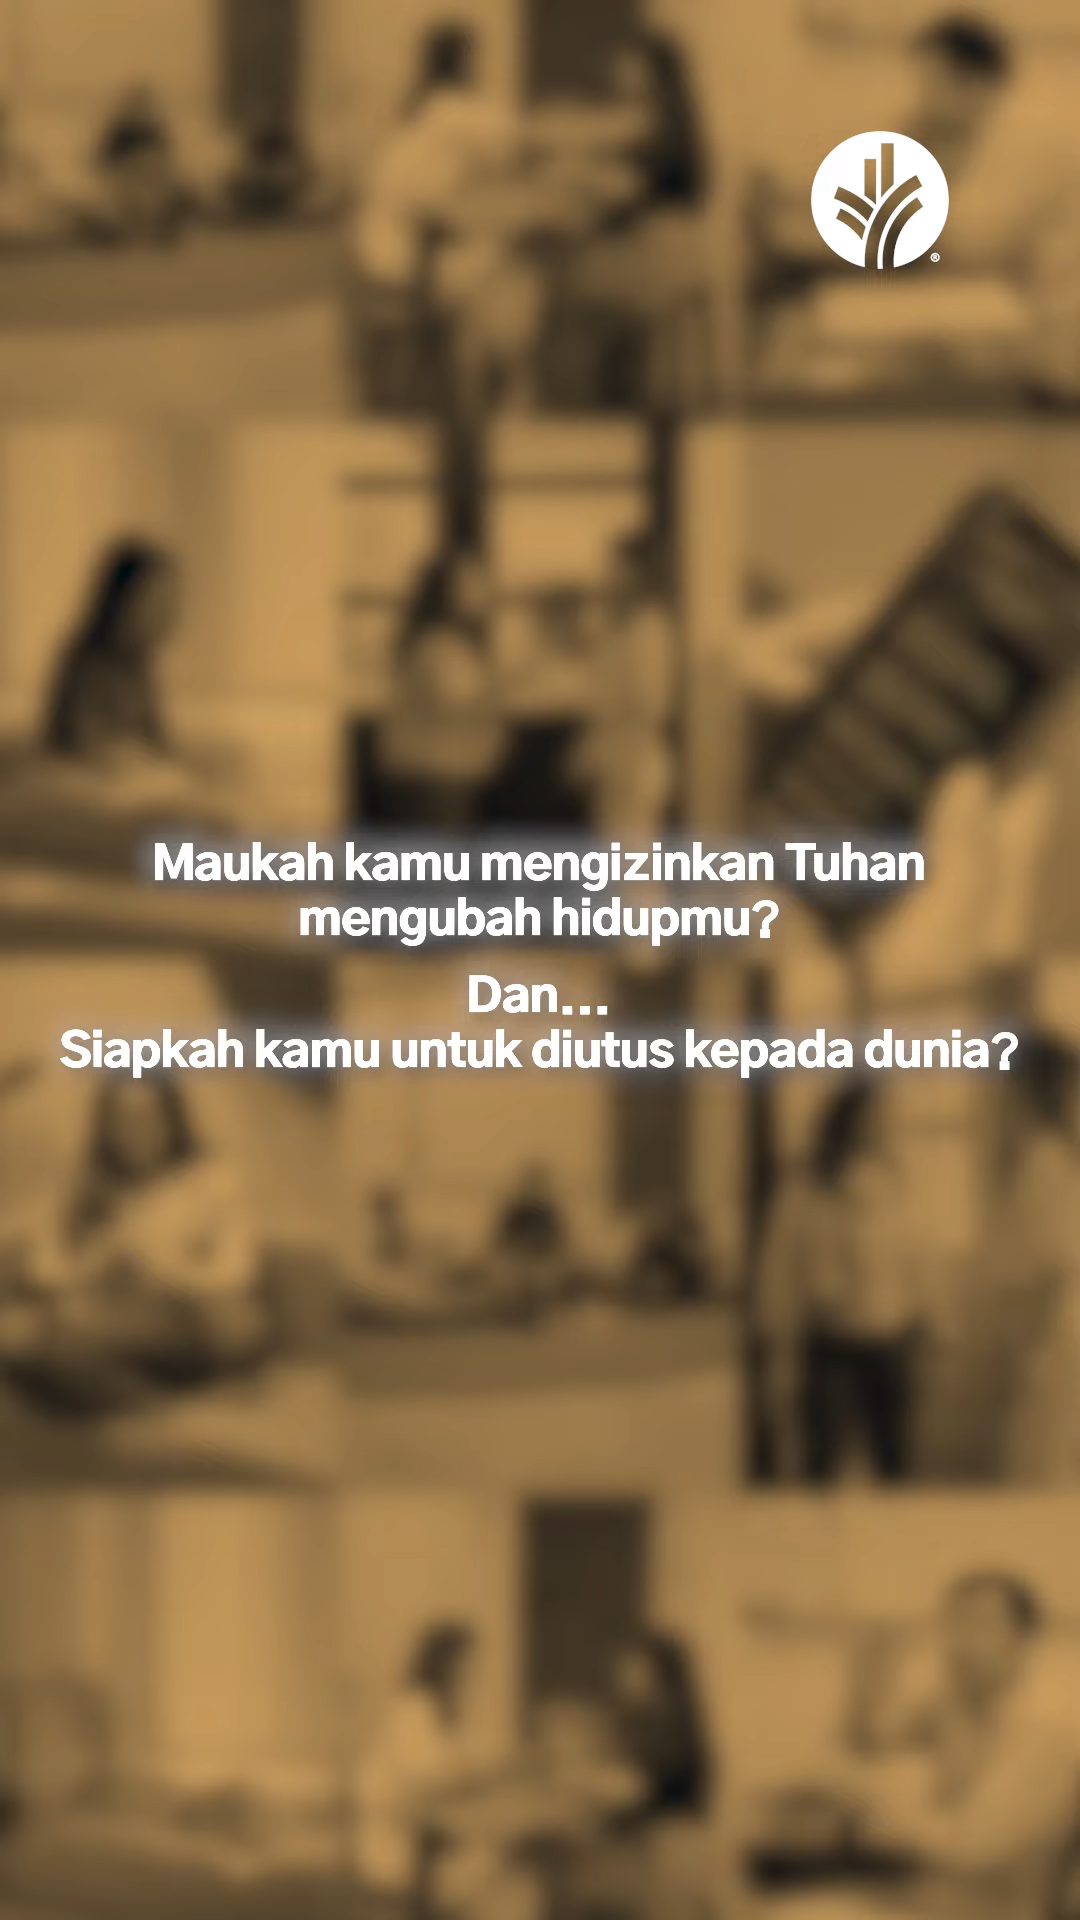 ®
Maukah kamu mengizinkan Tuhan
mengubah hidupmu?
Dan...
Siapkah kamu untuk diutus kepada dunia?